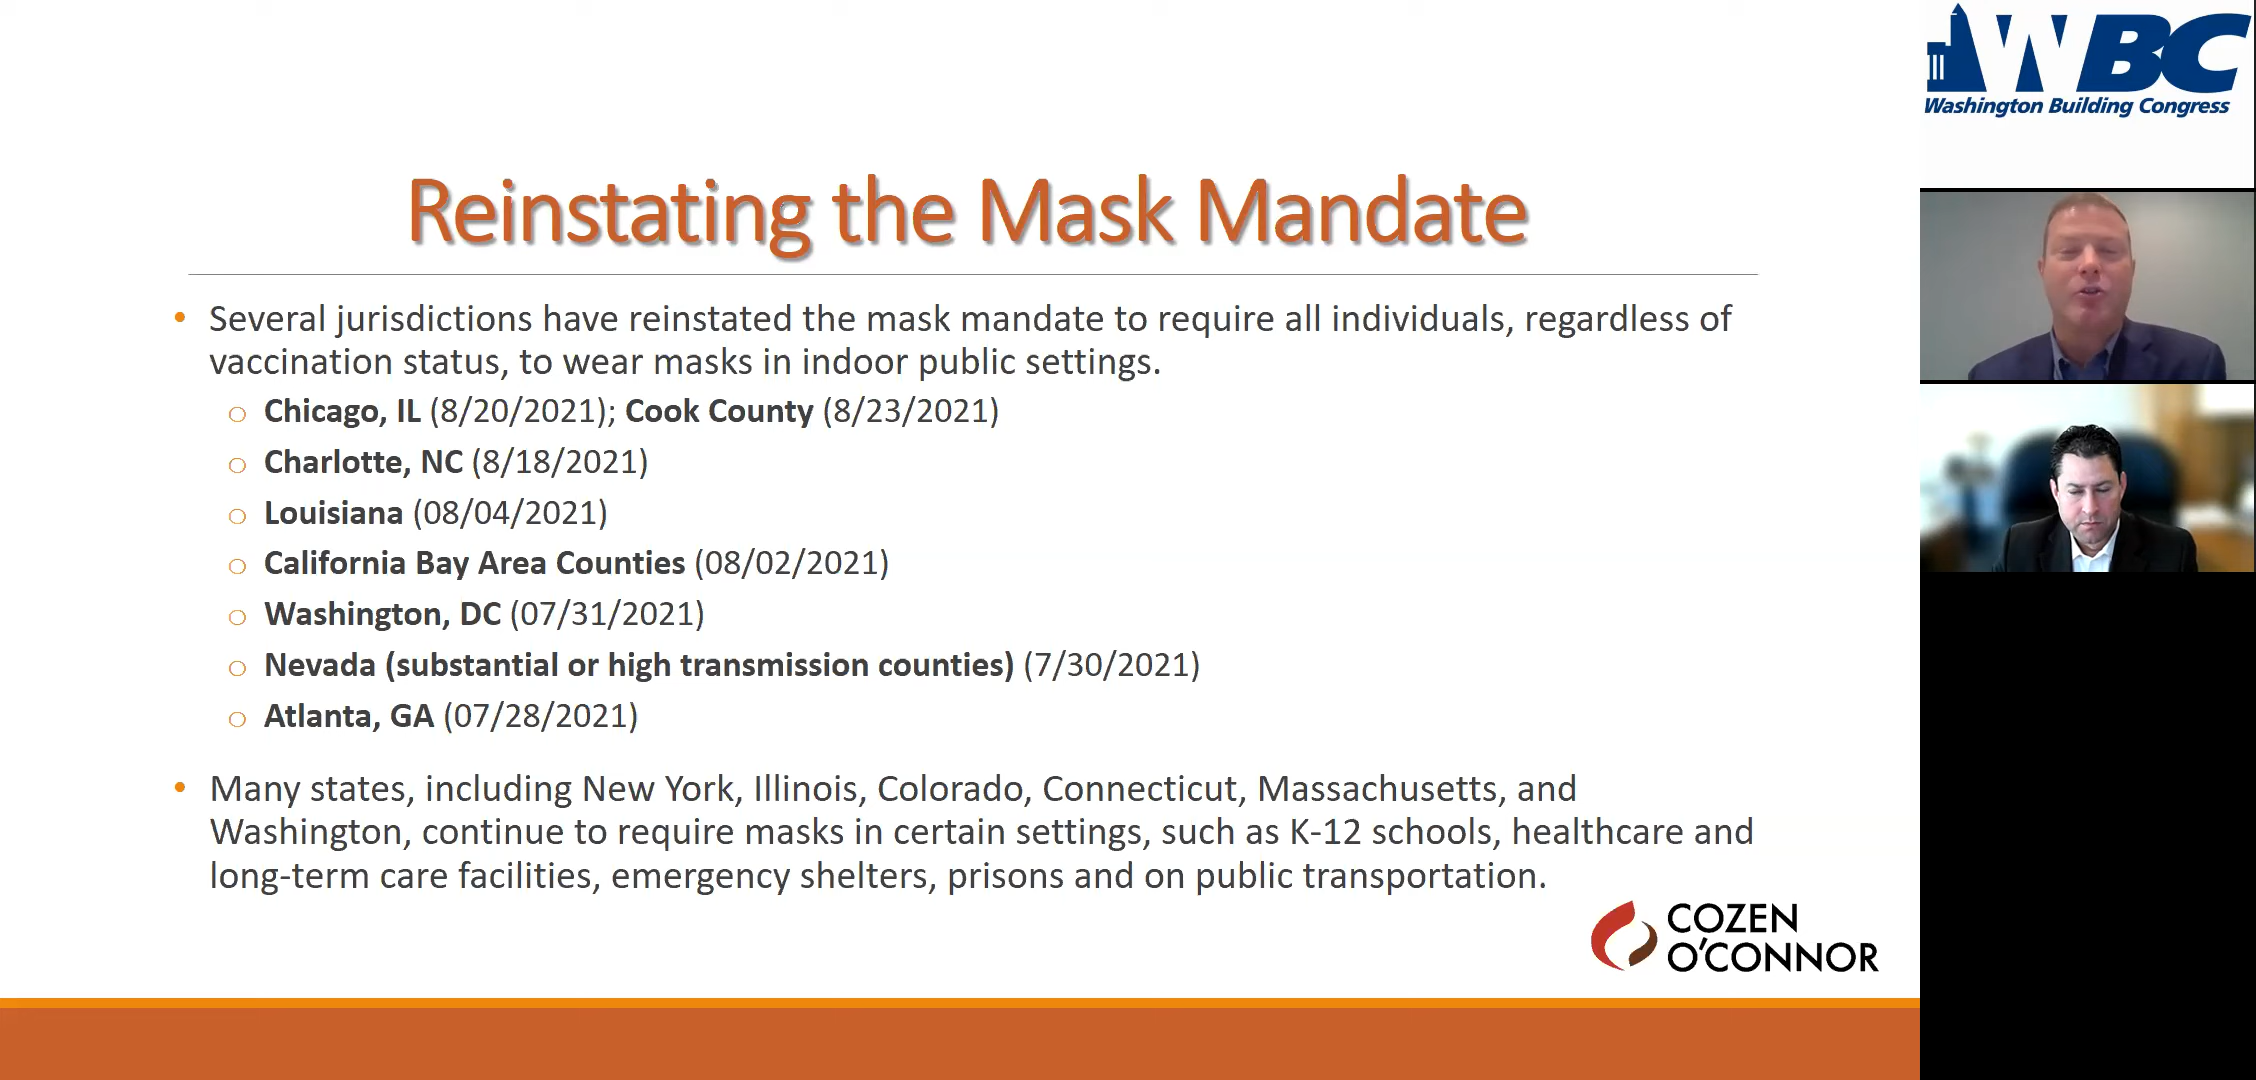 WBC
Washington Building Congress
Reinstating the Mask Mandate
• Several jurisdictions have reinstated the mask mandate to require all individuals, regardless of
vaccination status, to wear masks in indoor public settings.
o Chicago, IL (8/20/2021); Cook County (8/23/2021)
o Charlotte, NC (8/18/2021)
o Louisiana (08/04/2021)
o California Bay Area Counties (08/02/2021)
o Washington, DC (07/31/2021)
o Nevada (substantial or high transmission counties) (7/30/2021)
o Atlanta, GA (07/28/2021)
• Many states, including New York, Illinois, Colorado, Connecticut, Massachusetts, and
Washington, continue to require masks in certain settings, such as K-12 schools, healthcare and
long-term care facilities, emergency shelters, prisons and on public transportation.
COZEN
O'CONNOR